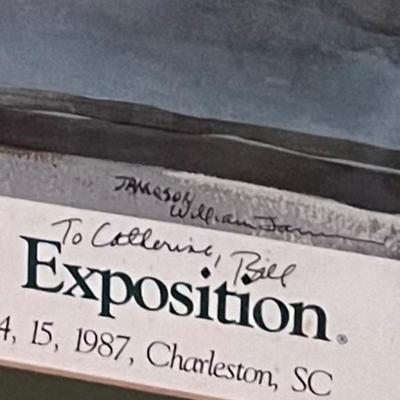 JAMESON
William Jameson
To Catherine, Bill
Exposition®
4, 15, 1987, Charleston, SC